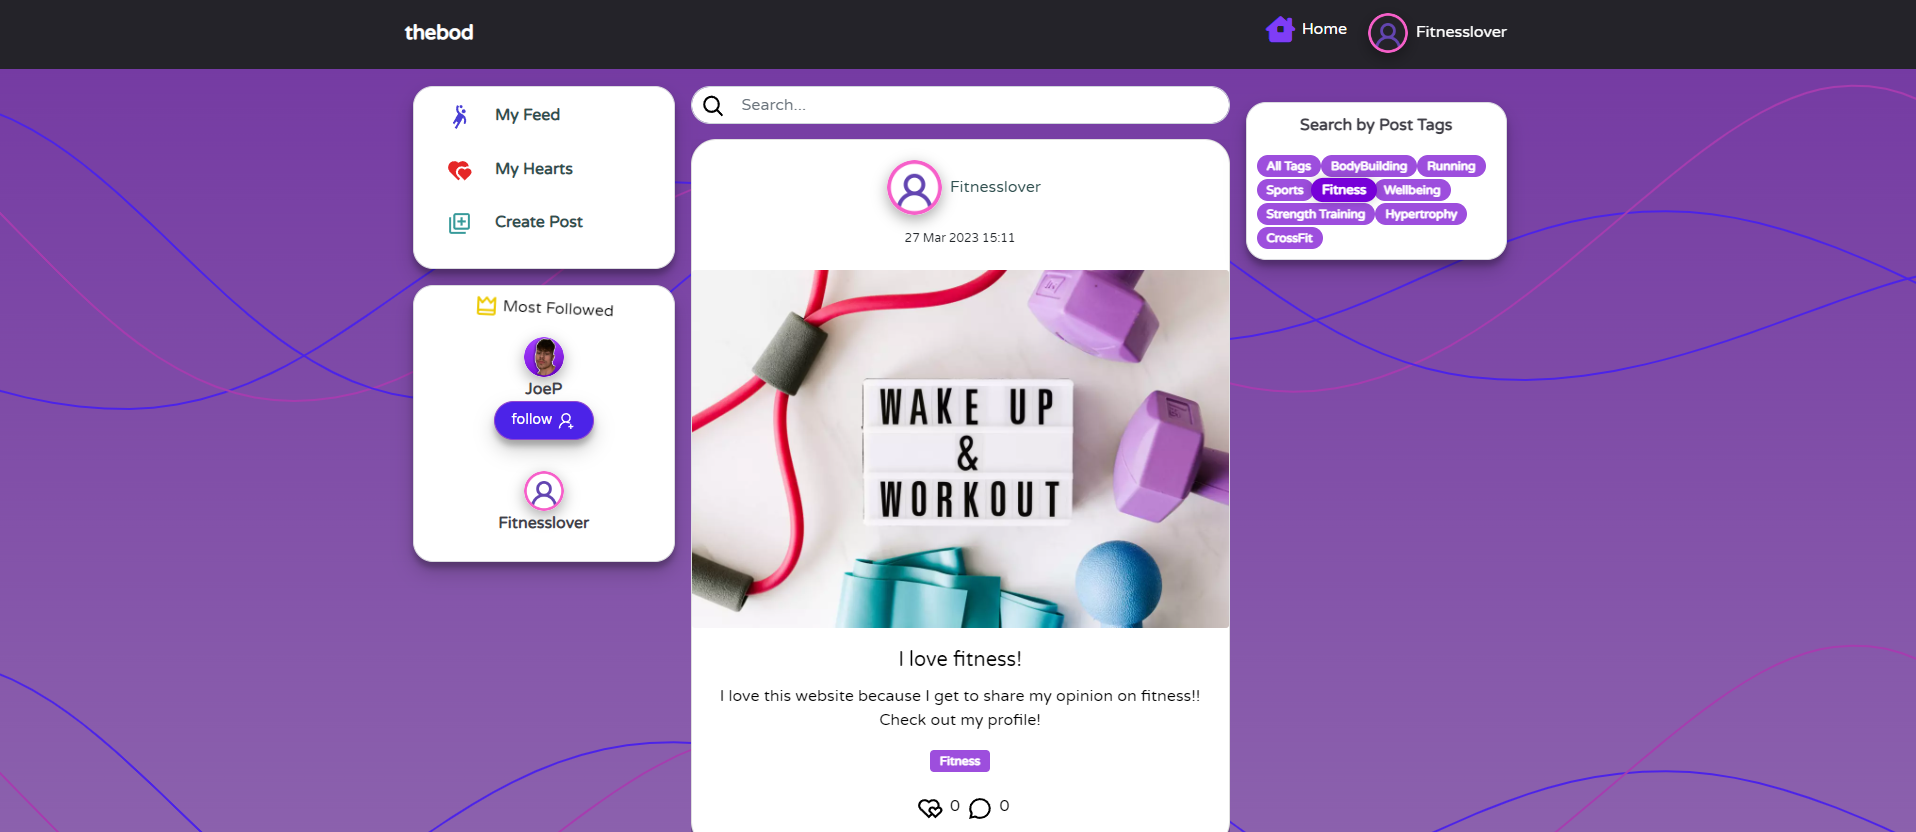 thebod
Home
Fitnesslover
My Feed
My Hearts
Create Post
Most Followed
JoeP
follow
Fitnesslover
Search...
Fitnesslover
27 Mar 2023 15:11
WAKE UP
&
WORKOUT
I love fitness!
I love this website because I get to share my opinion on fitness!!
Check out my profile!
Fitness
0 0
Search by Post Tags
All Tags BodyBuilding Running
Sports Fitness Wellbeing
Strength Training Hypertrophy
CrossFit